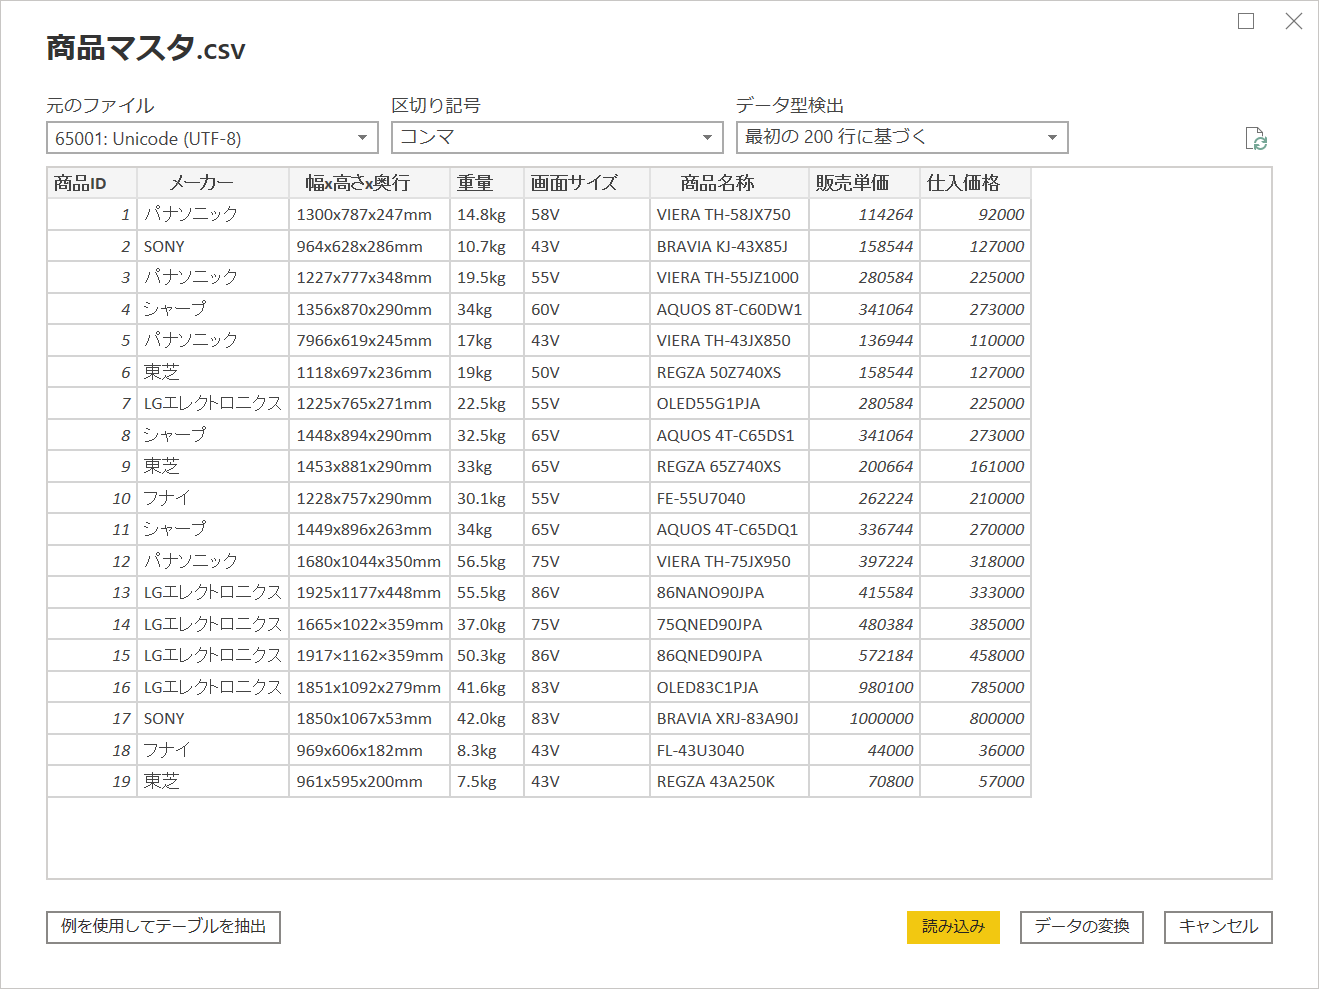 商品マスタ.csv
元のファイル 区切り記号 データ型検出
65001: Unicode (UTF-8) コンマ 最初の 200 行に基づく
商品ID メーカー 幅x高さx奥行 重量 画面サイズ 商品名称 販売単価 仕入価格
1 パナソニック 1300x787x247mm 14.8kg 58V VIERA TH-58JX750 114264 92000
2 SONY 964x628x286mm 10.7kg 43V BRAVIA KJ-43X85J 158544 127000
3 パナソニック 1227x777x348mm 19.5kg 55V VIERA TH-55JZ1000 280584 225000
4 シャープ 1356x870x290mm 34kg 60V AQUOS 8T-C60DW1 341064 273000
5 パナソニック 7966x619x245mm 17kg 43V VIERA TH-43JX850 136944 110000
6 東芝 1118x697x236mm 19kg 50V REGZA 50Z740XS 158544 127000
7 LGエレクトロニクス 1225x765x271mm 22.5kg 55V OLED55G1PJA 280584 225000
8 シャープ 1448x894x290mm 32.5kg 65V AQUOS 4T-C65DS1 341064 273000
9 東芝 1453x881x290mm 33kg 65V REGZA 65Z740XS 200664 161000
10 フナイ 1228x757x290mm 30.1kg 55V FE-55U7040 262224 210000
11 シャープ 1449x896x263mm 34kg 65V AQUOS 4T-C65DQ1 336744 270000
12 パナソニック 1680x1044x350mm 56.5kg 75V VIERA TH-75JX950 397224 318000
13 LGエレクトロニクス 1925x1177x448mm 55.5kg 86V 86NANO90JPA 415584 333000
14 LGエレクトロニクス 1665×1022×359mm 37.0kg 75V 75QNED90JPA 480384 385000
15 LGエレクトロニクス 1917×1162×359mm 50.3kg 86V 86QNED90JPA 572184 458000
16 LGエレクトロニクス 1851x1092x279mm 41.6kg 83V OLED83C1PJA 980100 785000
17 SONY 1850x1067x53mm 42.0kg 83V BRAVIA XRJ-83A90J 1000000 800000
18 フナイ 969x606x182mm 8.3kg 43V FL-43U3040 44000 36000
19 東芝 961x595x200mm 7.5kg 43V REGZA 43A250K 70800 57000
例を使用してテーブルを抽出 読み込み データの変換 キャンセル